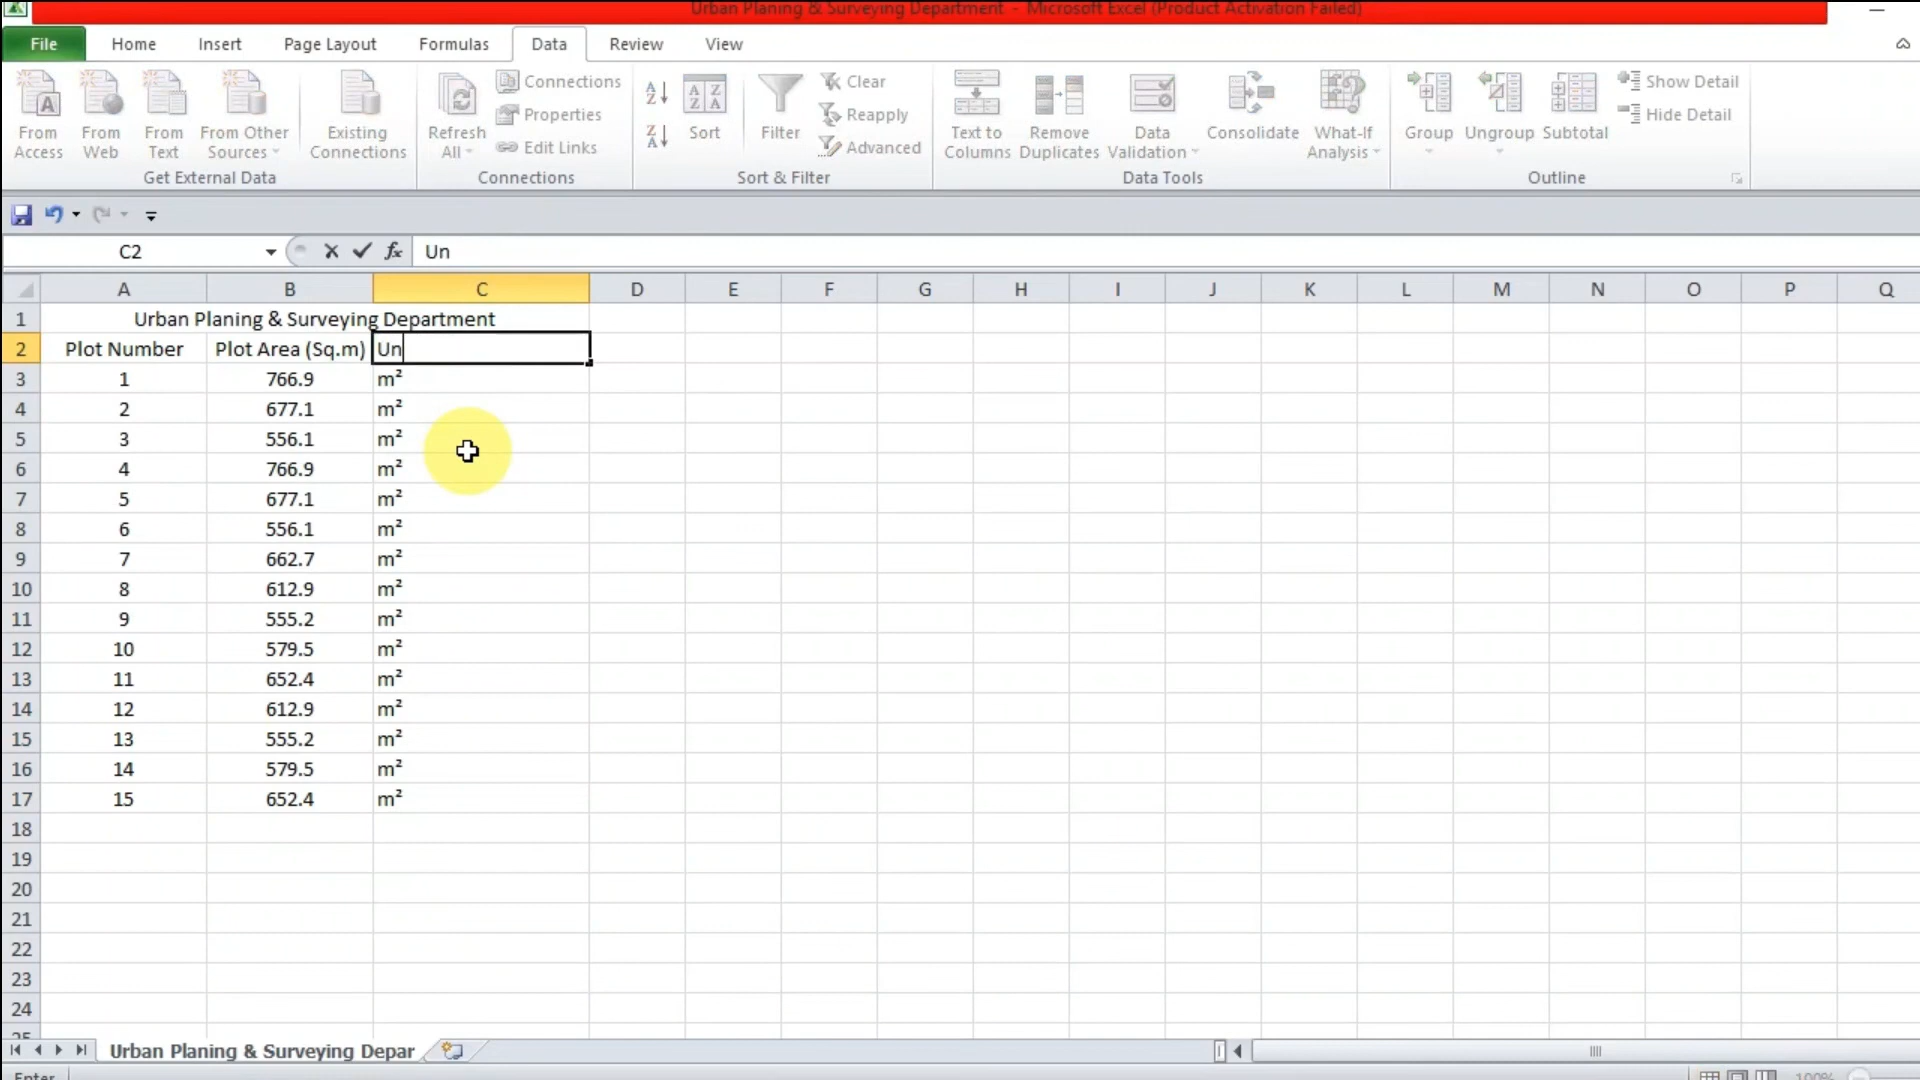 Urban Planing & Surveying Department - Microsoft Excel (Product Activation Failed)
File Home Insert Page Layout Formulas Data Review View
From Access
From Web
From Text
From Other Sources
Existing Connections
Get External Data
Refresh All
Connections
Properties
Edit Links
Connections
Sort
Filter
Clear
Reapply
Advanced
Sort & Filter
Text to Columns
Remove Duplicates
Data Validation
Consolidate
What-If Analysis
Data Tools
Group
Ungroup
Subtotal
Show Detail
Hide Detail
Outline
C2 fx Un
A B C D E F G H I J K L M N O P Q
1 Urban Planing & Surveying Department
2 Plot Number Plot Area (Sq.m) Un
3 1 766.9 m²
4 2 677.1 m²
5 3 556.1 m²
6 4 766.9 m²
7 5 677.1 m²
8 6 556.1 m²
9 7 662.7 m²
10 8 612.9 m²
11 9 555.2 m²
12 10 579.5 m²
13 11 652.4 m²
14 12 612.9 m²
15 13 555.2 m²
16 14 579.5 m²
17 15 652.4 m²
18
19
20
21
22
23
24
25
Urban Planing & Surveying Depar
Enter 100%